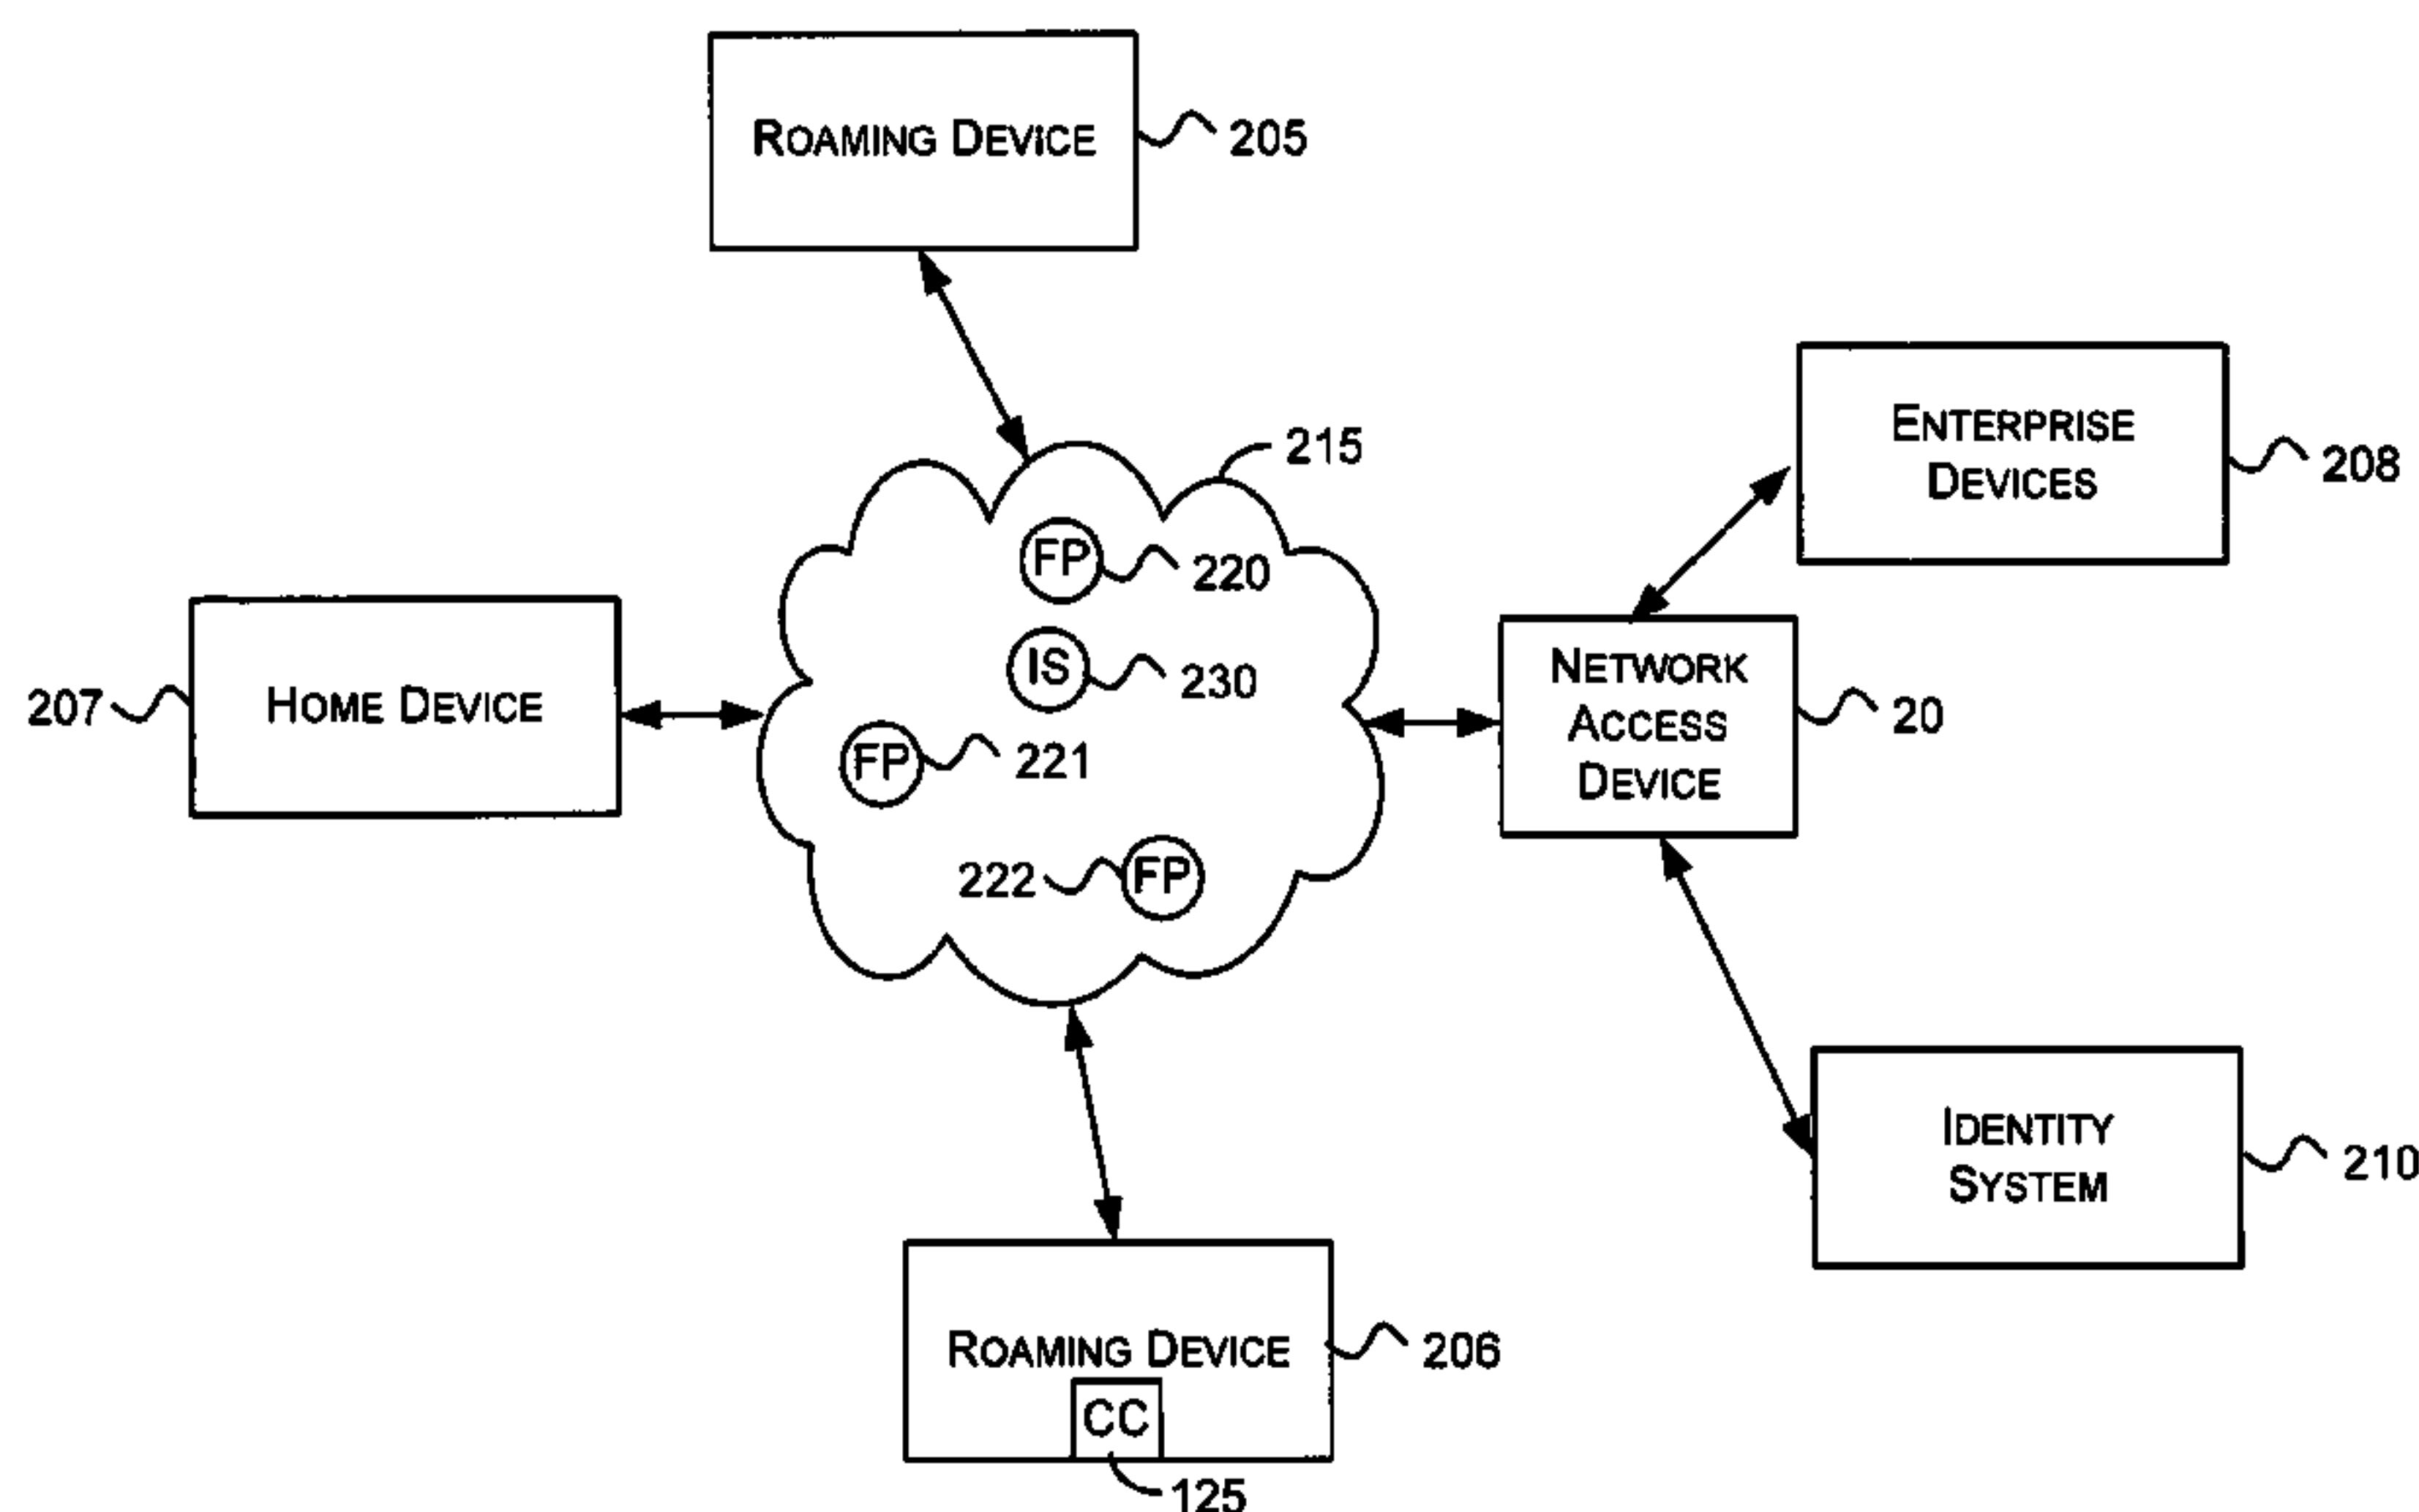 ROAMING DEVICE
205
215
ENTERPRISE
DEVICES
208
FP
220
IS
230
NETWORK
ACCESS
DEVICE
20
207
HOME DEVICE
FP
221
222
FP
IDENTITY
SYSTEM
210
ROAMING DEVICE
206
CC
125